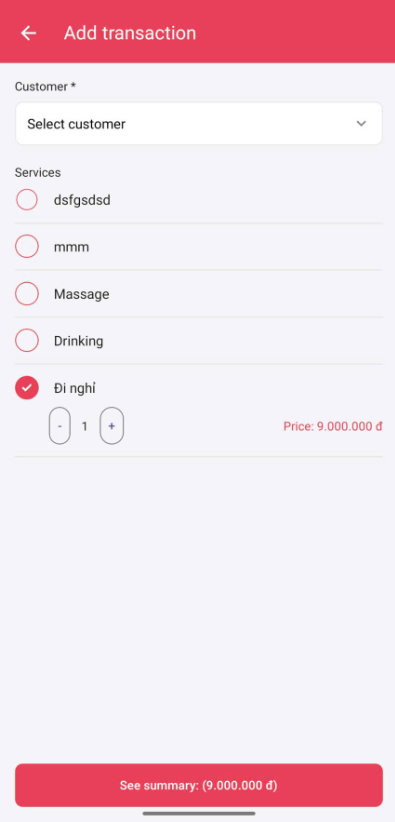 Add transaction
Customer *
Select customer
Services
dsfgsdsd
mmm
Massage
Drinking
Đi nghỉ
- 1 + Price: 9.000.000 đ
See summary: (9.000.000 đ)